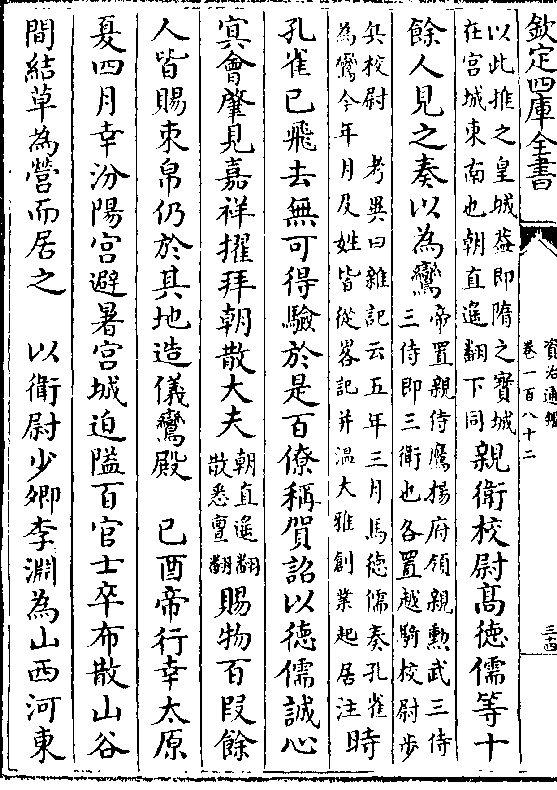 欽定四庫全書
資治通鑑
卷一百八十二
三十四
以此推之皇城蓋即隋之寳城
在宫城東南也朝直遥翻下同
親衛校尉髙徳儒等十
餘人見之奏以為鸞
帝置親侍鷹揚府領親勲武三侍
三侍即三衛也各置越騎校尉步
兵校尉 考異曰雜記云五年三月馬徳儒奏孔雀
為鸞今年月及姓皆從畧記并温大雅創業起居注
時
孔雀已飛去無可得驗於是百僚稱賀詔以徳儒誠心
㝠會肇見嘉祥擢拜朝散大夫
朝直遥翻
散悉亶翻
賜物百段餘
人皆賜束帛仍於其地造儀鸞殿 己酉帝行幸太原
夏四月幸汾陽宫避暑宫城迫隘百官士卒布散山谷
間結草為營而居之 以衛尉少卿李淵為山西河東